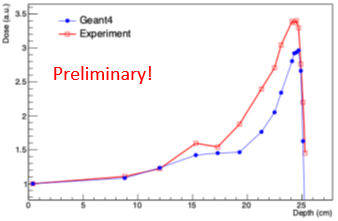 Dose (a.u.)
3.5
Geant4
Experiment
3
Preliminary!
2.5
2
1.5
1
0 5 10 15 20 25
Depth (cm)